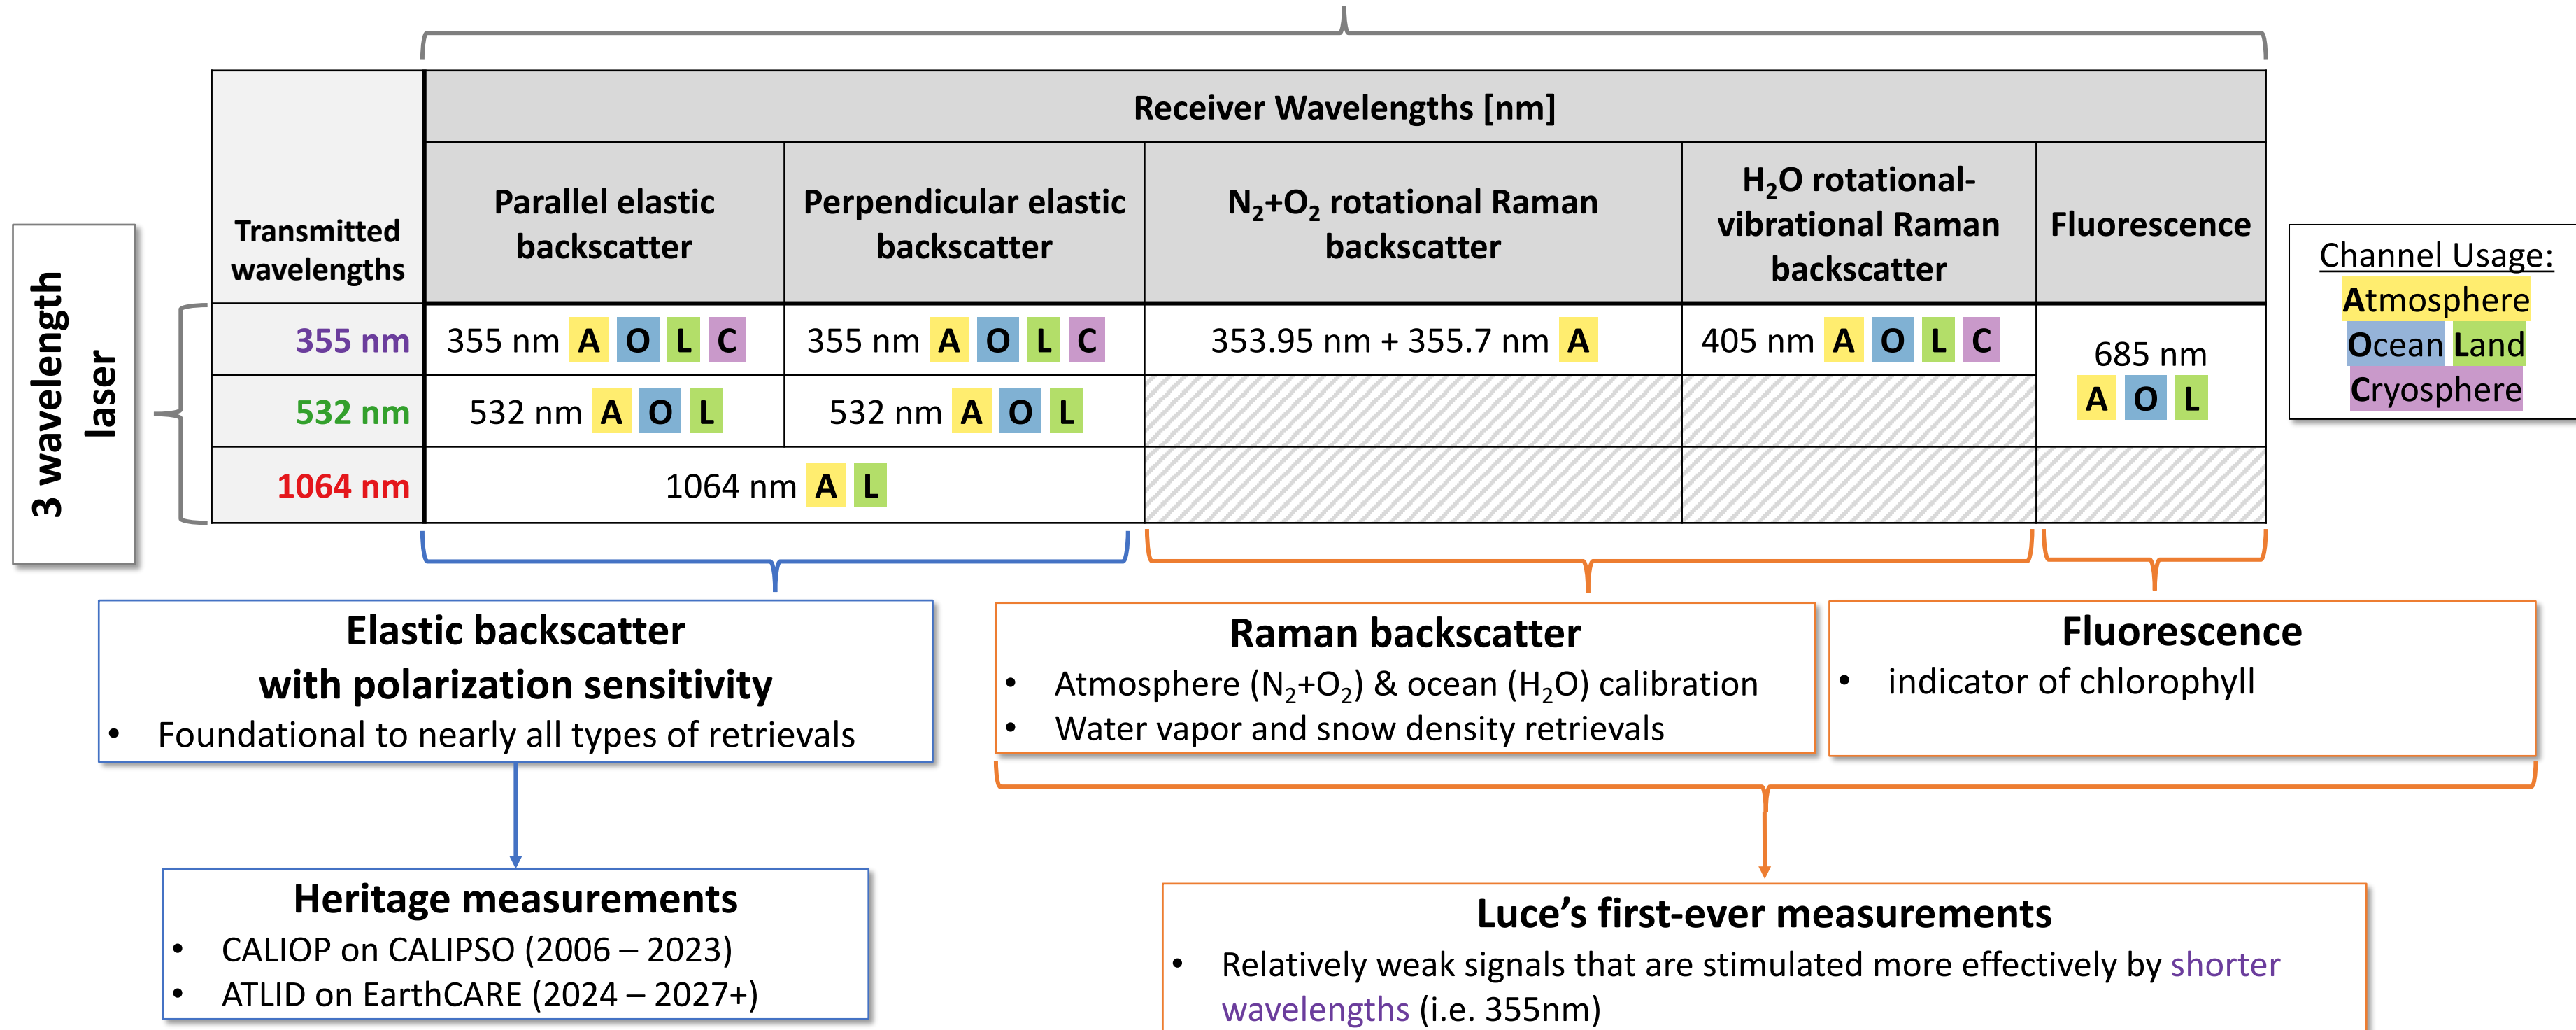 Receiver Wavelengths [nm]
Transmitted
wavelengths
Parallel elastic
backscatter
Perpendicular elastic
backscatter
N₂+O₂ rotational Raman
backscatter
H₂O rotational-
vibrational Raman
backscatter
Fluorescence
3 wavelength
laser
355 nm
355 nm A O L C
355 nm A O L C
353.95 nm + 355.7 nm A
405 nm A O L C
685 nm
A O L
532 nm
532 nm A O L
532 nm A O L
1064 nm
1064 nm A L
Channel Usage:
Atmosphere
Ocean Land
Cryosphere
Elastic backscatter
with polarization sensitivity
• Foundational to nearly all types of retrievals
Raman backscatter
• Atmosphere (N₂+O₂) & ocean (H₂O) calibration
• Water vapor and snow density retrievals
Fluorescence
• indicator of chlorophyll
Heritage measurements
• CALIOP on CALIPSO (2006 – 2023)
• ATLID on EarthCARE (2024 – 2027+)
Luce’s first-ever measurements
• Relatively weak signals that are stimulated more effectively by shorter
wavelengths (i.e. 355nm)